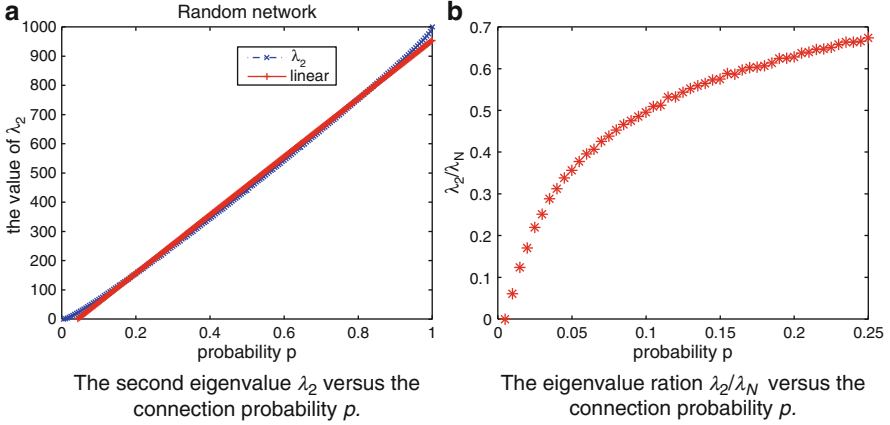 a
Random network
1000
900
800
700
600
500
400
300
200
100
0
the value of λ₂
λ₂
linear
0
0.2
0.4
0.6
0.8
1
probability p
The second eigenvalue λ₂ versus the
connection probability p.
b
0.7
0.6
0.5
0.4
0.3
0.2
0.1
0
λ₂/λ_N
0
0.05
0.1
0.15
0.2
0.25
probability p
The eigenvalue ration λ₂/λ_N versus the
connection probability p.